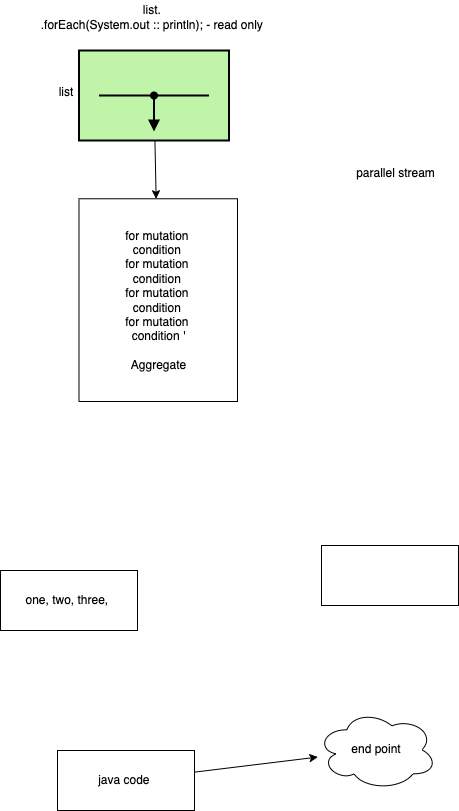 list.
.forEach(System.out :: println); - read only
list
parallel stream
for mutation
condition
for mutation
condition
for mutation
condition
for mutation
condition '
Aggregate
one, two, three,
end point
java code